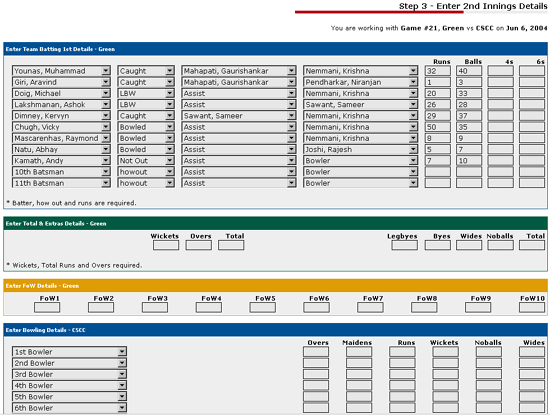 Step 3 - Enter 2nd Innings Details
You are working with Game #21, Green vs CSCC on Jun 6, 2004
Enter Team Batting 1st Details - Green
Runs Balls 4s 6s
Younas, Muhammad Caught Mahapati, Gaurishankar Nemmani, Krishna 32 40
Giri, Aravind Caught Mahapati, Gaurishankar Pendharkar, Niranjan 1 3
Doig, Michael LBW Assist Nemmani, Krishna 20 33
Lakshmanan, Ashok LBW Assist Sawant, Sameer 26 28
Dimney, Kervyn Caught Sawant, Sameer Nemmani, Krishna 29 37
Chugh, Vicky Bowled Assist Nemmani, Krishna 50 35
Mascarenhas, Raymond Bowled Assist Nemmani, Krishna 8 9
Natu, Abhay Bowled Assist Joshi, Rajesh 5 7
Kamath, Andy Not Out Assist Bowler 7 10
10th Batsman howout Assist Bowler
11th Batsman howout Assist Bowler
* Batter, how out and runs are required.
Enter Total & Extras Details - Green
Wickets Overs Total Legbyes Byes Wides Noballs Total
* Wickets, Total Runs and Overs required.
Enter FoW Details - Green
FoW1 FoW2 FoW3 FoW4 FoW5 FoW6 FoW7 FoW8 FoW9 FoW10
Enter Bowling Details - CSCC
Overs Maidens Runs Wickets Noballs Wides
1st Bowler
2nd Bowler
3rd Bowler
4th Bowler
5th Bowler
6th Bowler